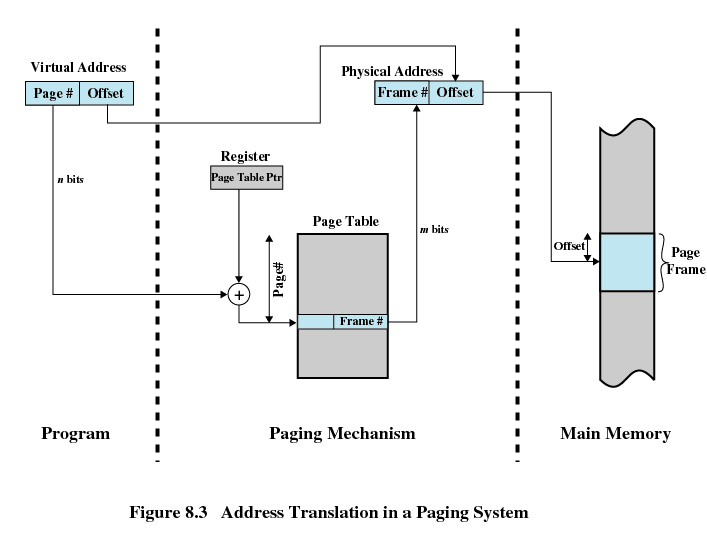 Virtual Address
Page # Offset
n bits
Physical Address
Frame # Offset
Register
Page Table Ptr
Page Table
Page#
+
Frame #
m bits
Offset
Page
Frame
Program
Paging Mechanism
Main Memory
Figure 8.3 Address Translation in a Paging System